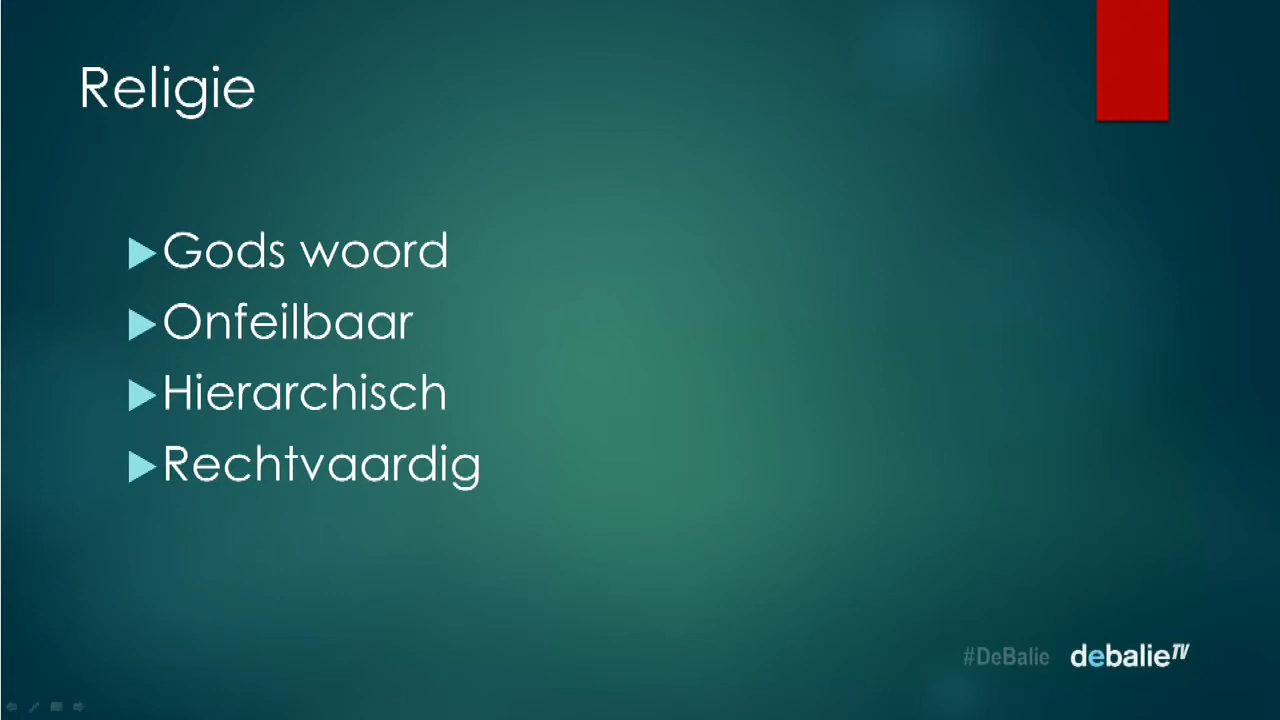 Religie
Gods woord
Onfeilbaar
Hierarchisch
Rechtvaardig
#DeBalie debalieTV